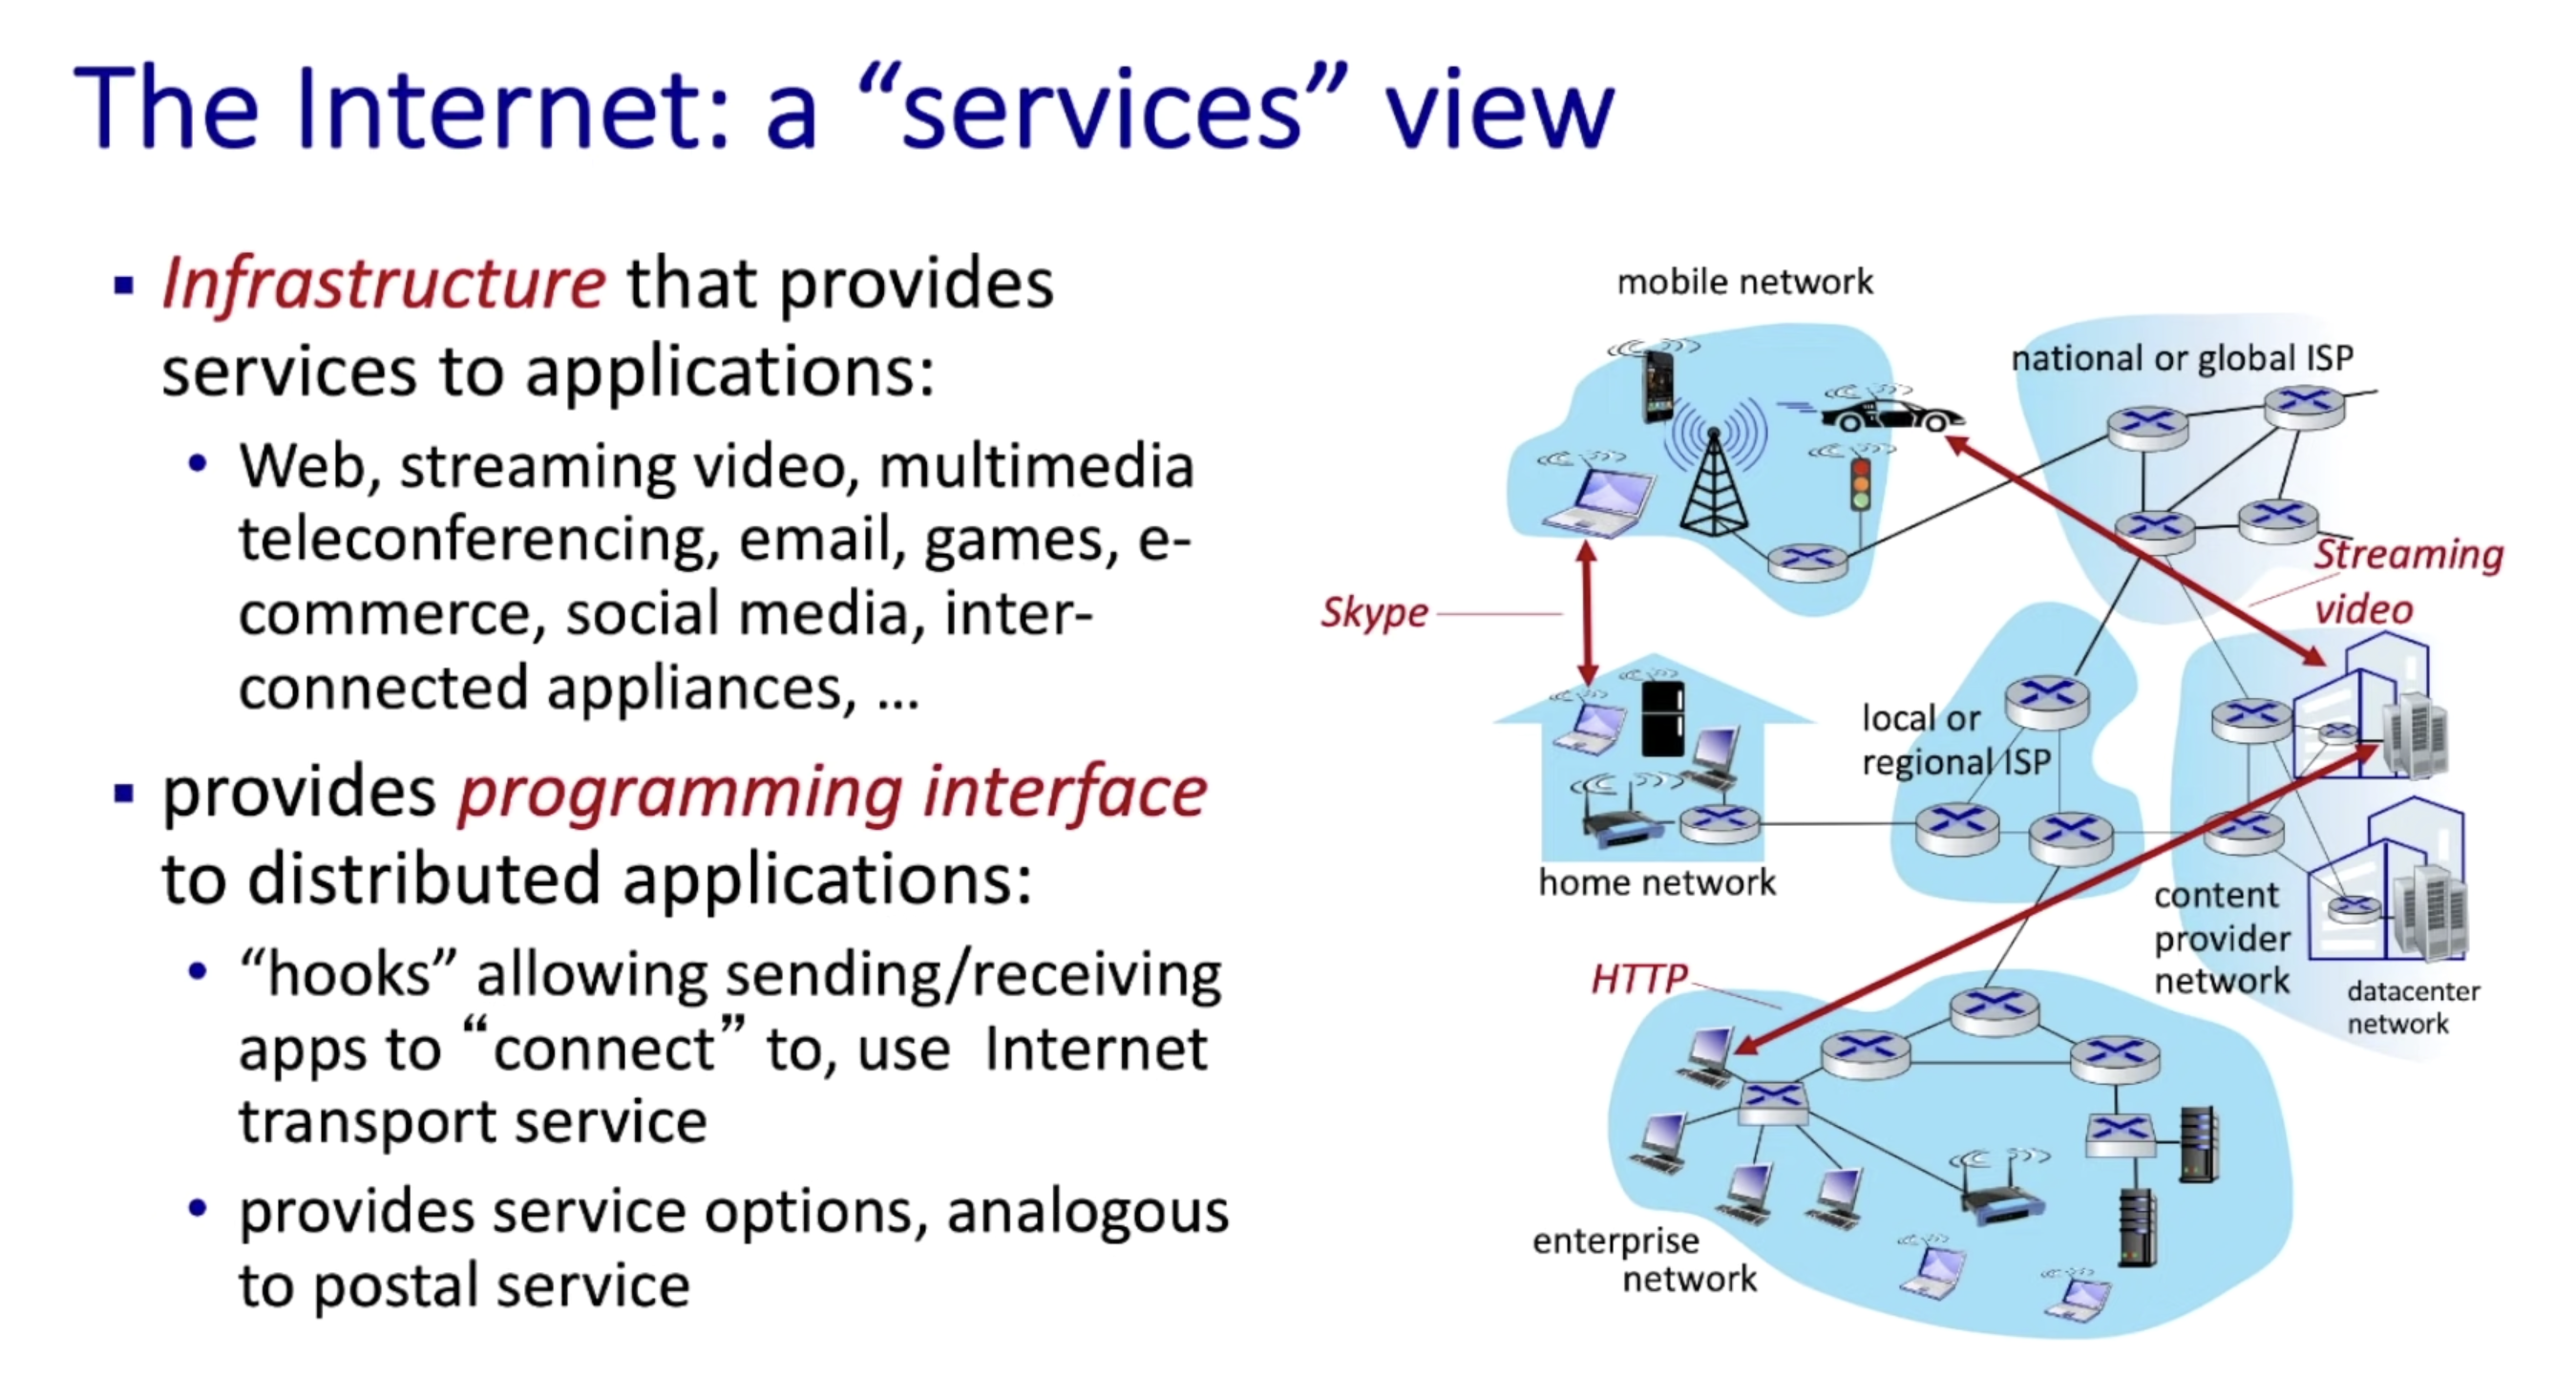 The Internet: a “services” view
Infrastructure that provides
services to applications:
Web, streaming video, multimedia
teleconferencing, email, games, e-
commerce, social media, inter-
connected appliances, ...
provides programming interface
to distributed applications:
“hooks” allowing sending/receiving
apps to “connect” to, use Internet
transport service
provides service options, analogous
to postal service
mobile network
national or global ISP
Streaming
video
Skype
local or
regional ISP
home network
content
provider
network
datacenter
network
HTTP
enterprise
network